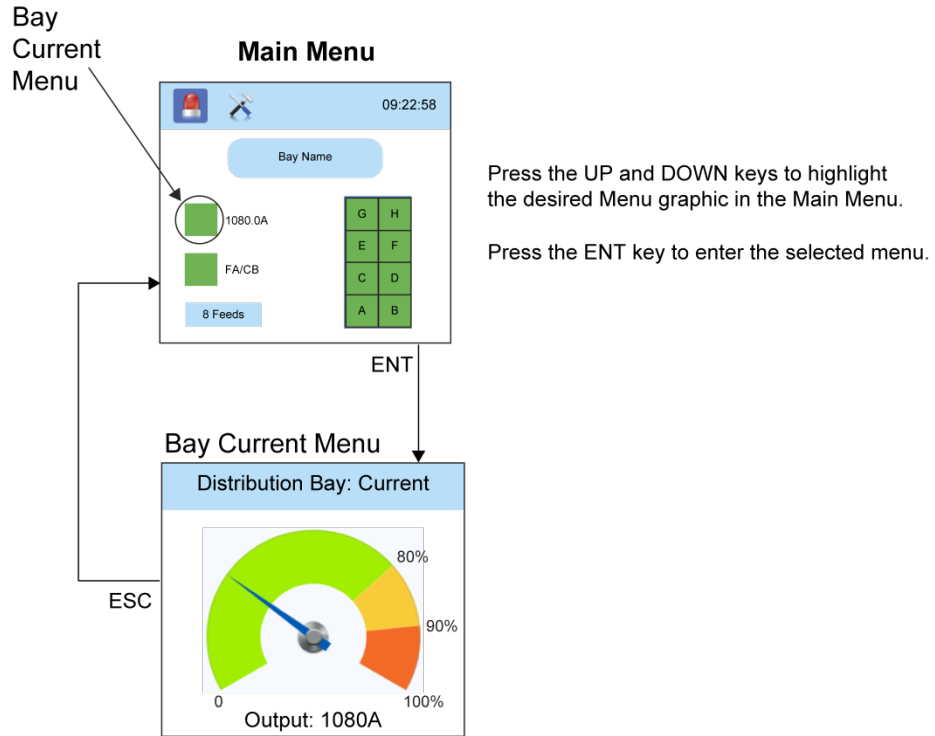 Bay
Current
Menu
Main Menu
09:22:58
Bay Name
1080.0A
G H
E F
FA/CB
C D
8 Feeds
A B
Press the UP and DOWN keys to highlight
the desired Menu graphic in the Main Menu.
Press the ENT key to enter the selected menu.
ENT
Bay Current Menu
Distribution Bay: Current
80%
90%
ESC
0
100%
Output: 1080A